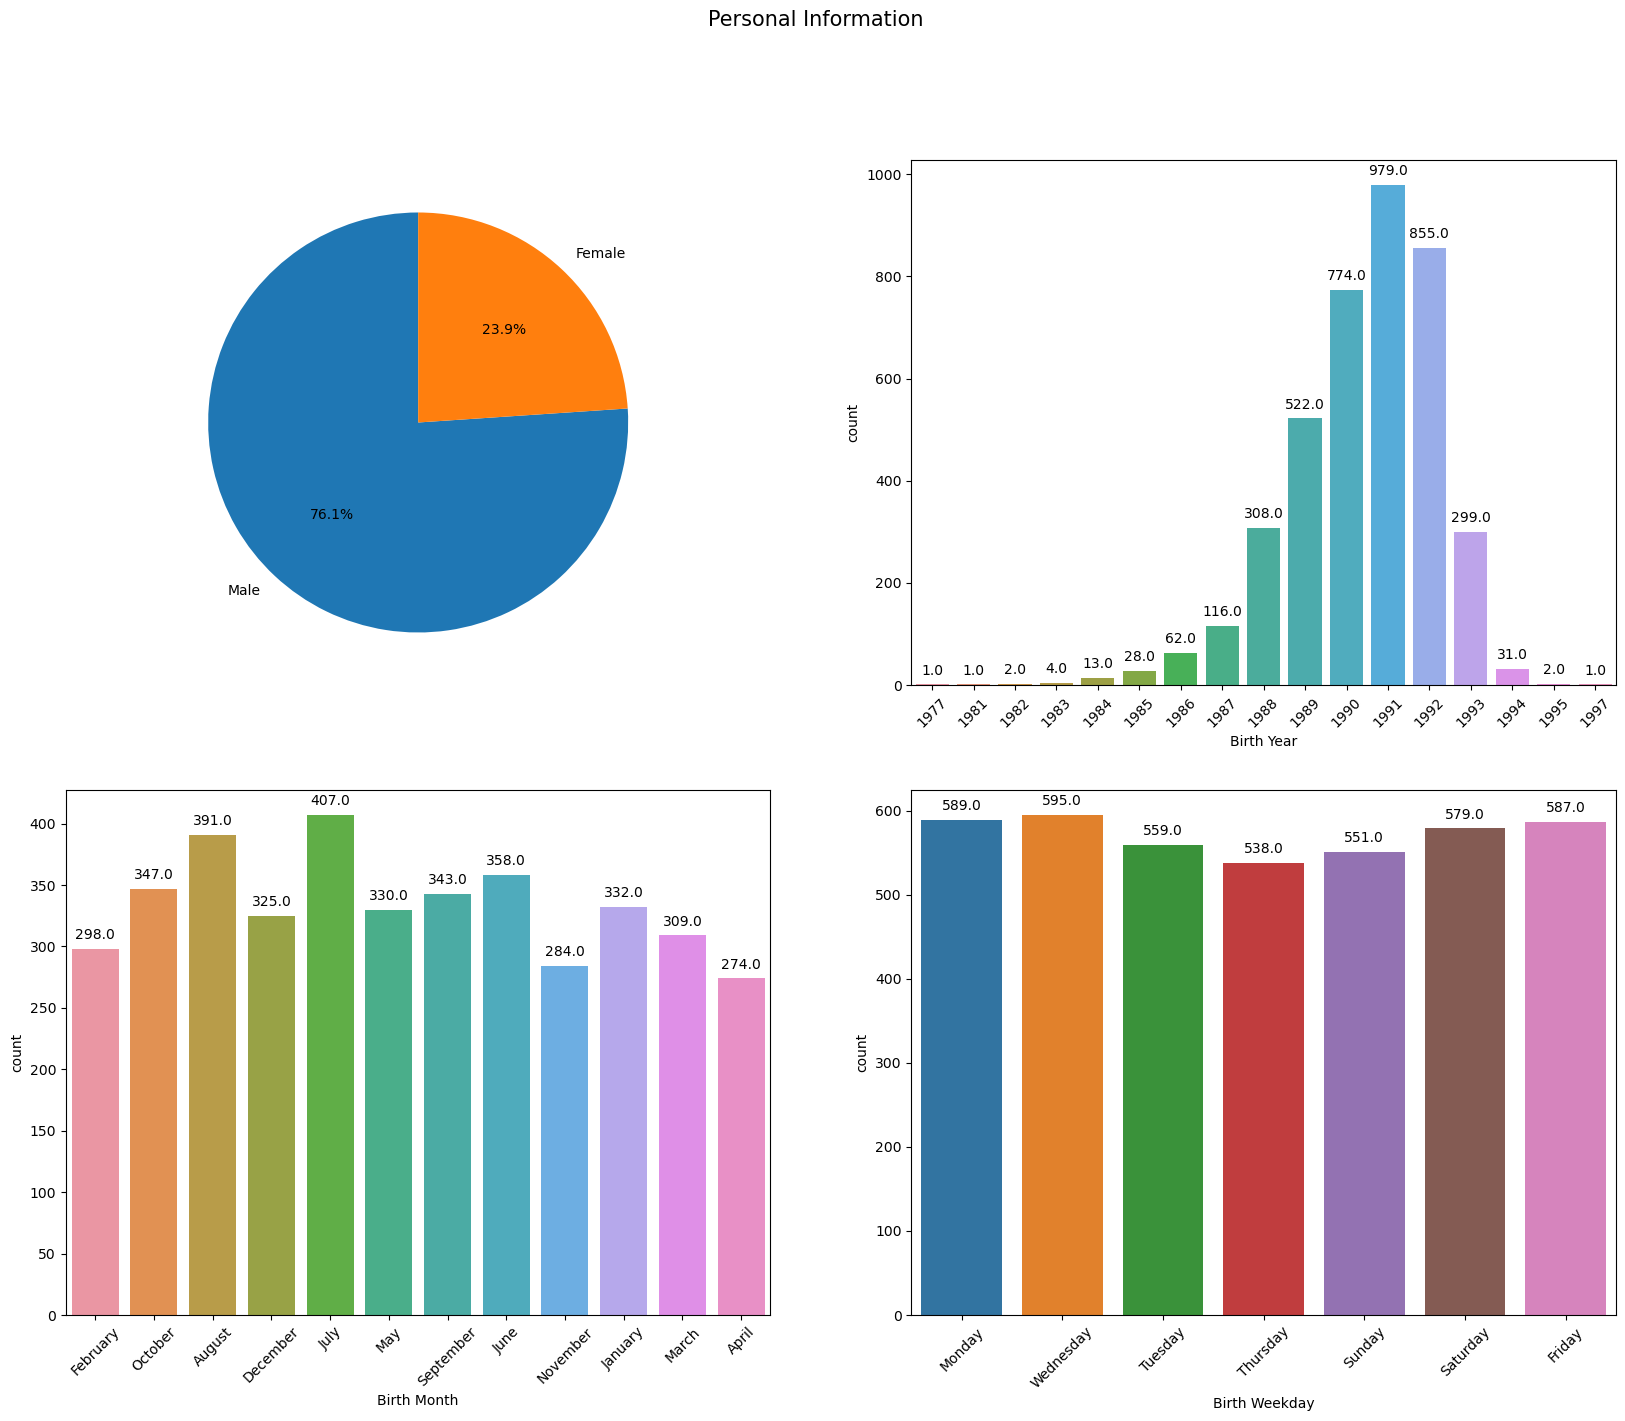 Personal Information
Female
23.9%
76.1%
Male
1000
800
600
400
200
0
count
1.0
1.0
2.0
4.0
13.0
28.0
62.0
116.0
308.0
522.0
774.0
979.0
855.0
299.0
31.0
2.0
1.0
1977
1981
1982
1983
1984
1985
1986
1987
1988
1989
1990
1991
1992
1993
1994
1995
1997
Birth Year
400
350
300
250
200
150
100
50
0
count
298.0
347.0
391.0
325.0
407.0
330.0
343.0
358.0
284.0
332.0
309.0
274.0
February
October
August
December
July
May
September
June
November
January
March
April
Birth Month
600
500
400
300
200
100
0
count
589.0
595.0
559.0
538.0
551.0
579.0
587.0
Monday
Wednesday
Tuesday
Thursday
Sunday
Saturday
Friday
Birth Weekday